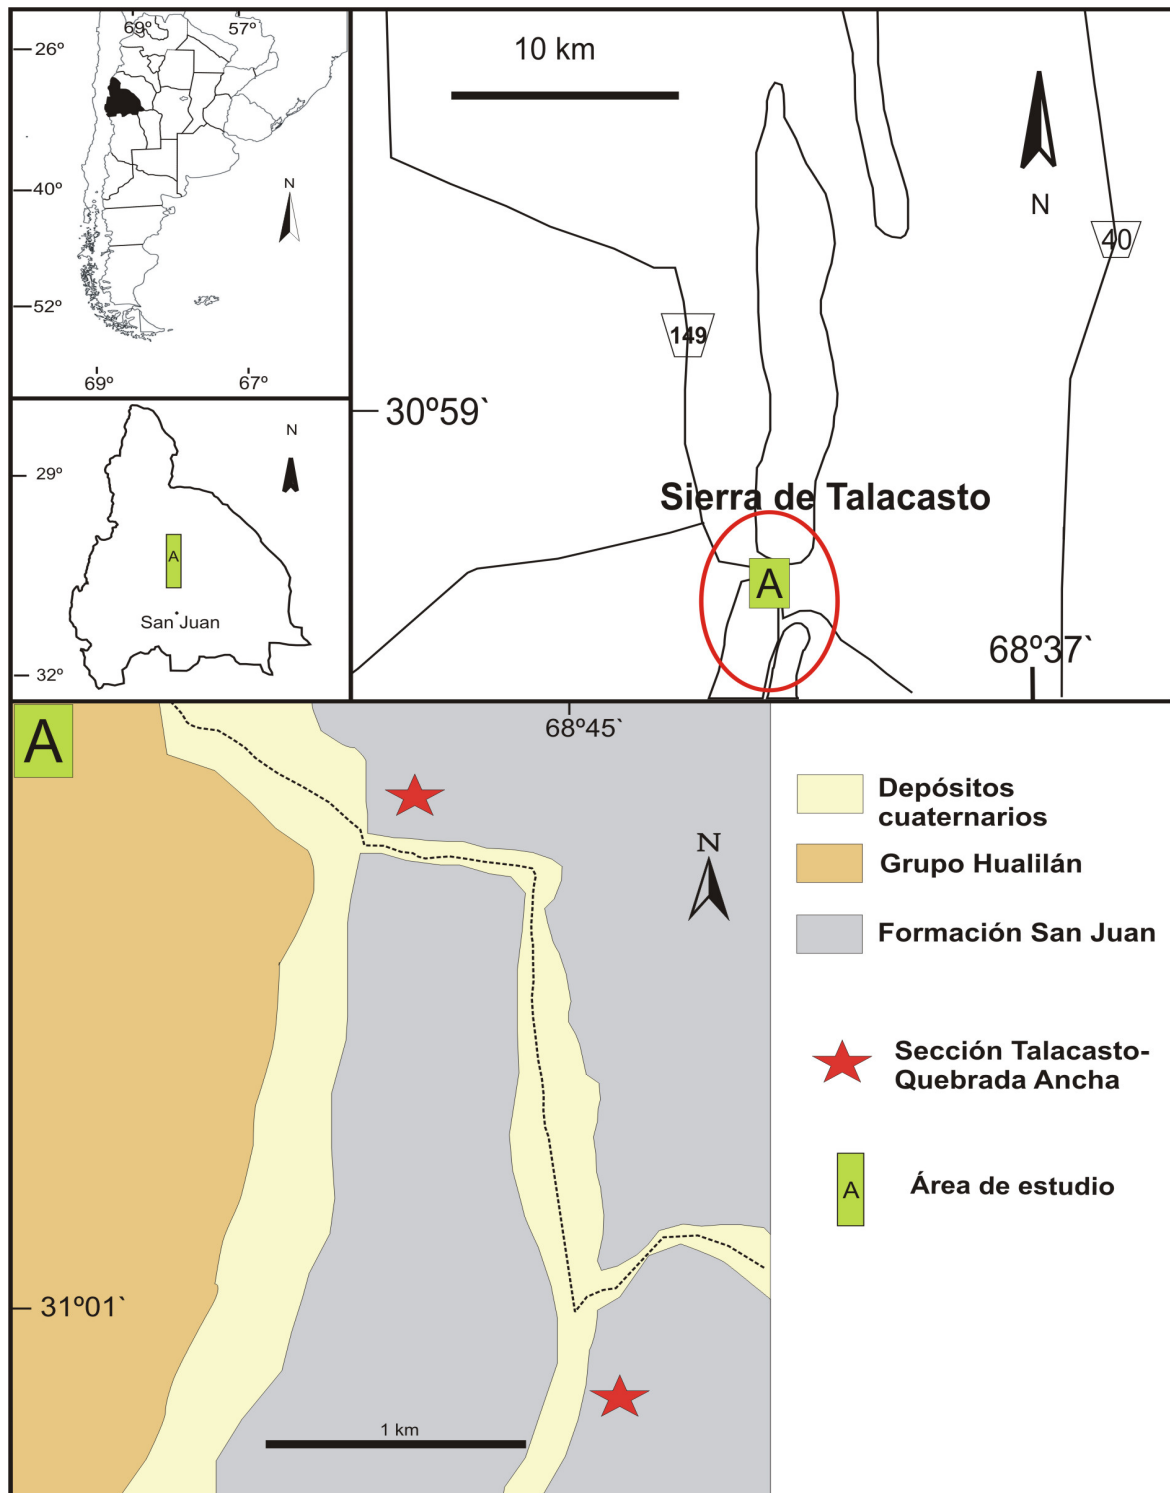 69º 57º
26º
40º
52º
N
69º 67º
10 km
N
40
149
30º59`
Sierra de Talacasto
A
68º37`
N
29º
A
San Juan
32º
A
68º45`
N
31º01`
1 km
Depósitos
cuaternarios
Grupo Hualilán
Formación San Juan
Sección Talacasto-
Quebrada Ancha
A
Área de estudio